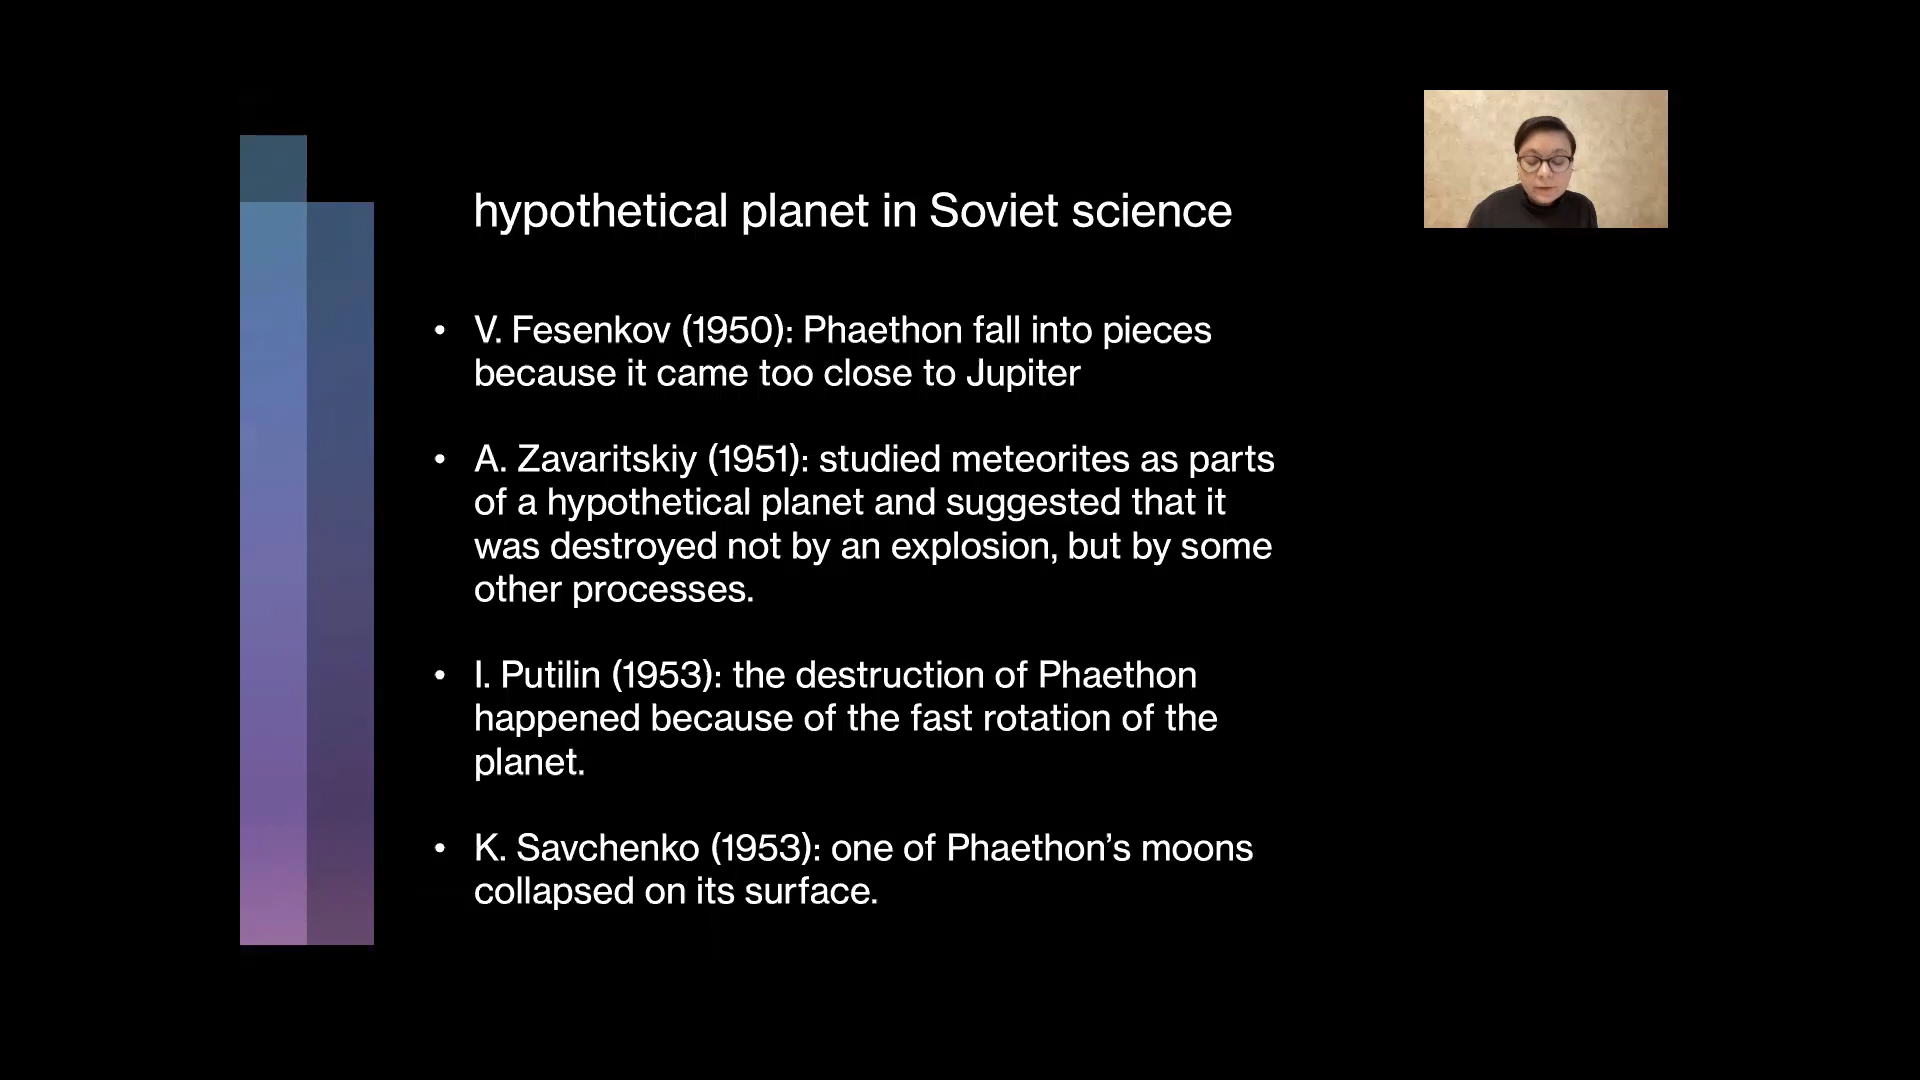 hypothetical planet in Soviet science
• V. Fesenkov (1950): Phaethon fall into pieces
because it came too close to Jupiter
• A. Zavaritskiy (1951): studied meteorites as parts
of a hypothetical planet and suggested that it
was destroyed not by an explosion, but by some
other processes.
• I. Putilin (1953): the destruction of Phaethon
happened because of the fast rotation of the
planet.
• K. Savchenko (1953): one of Phaethon’s moons
collapsed on its surface.